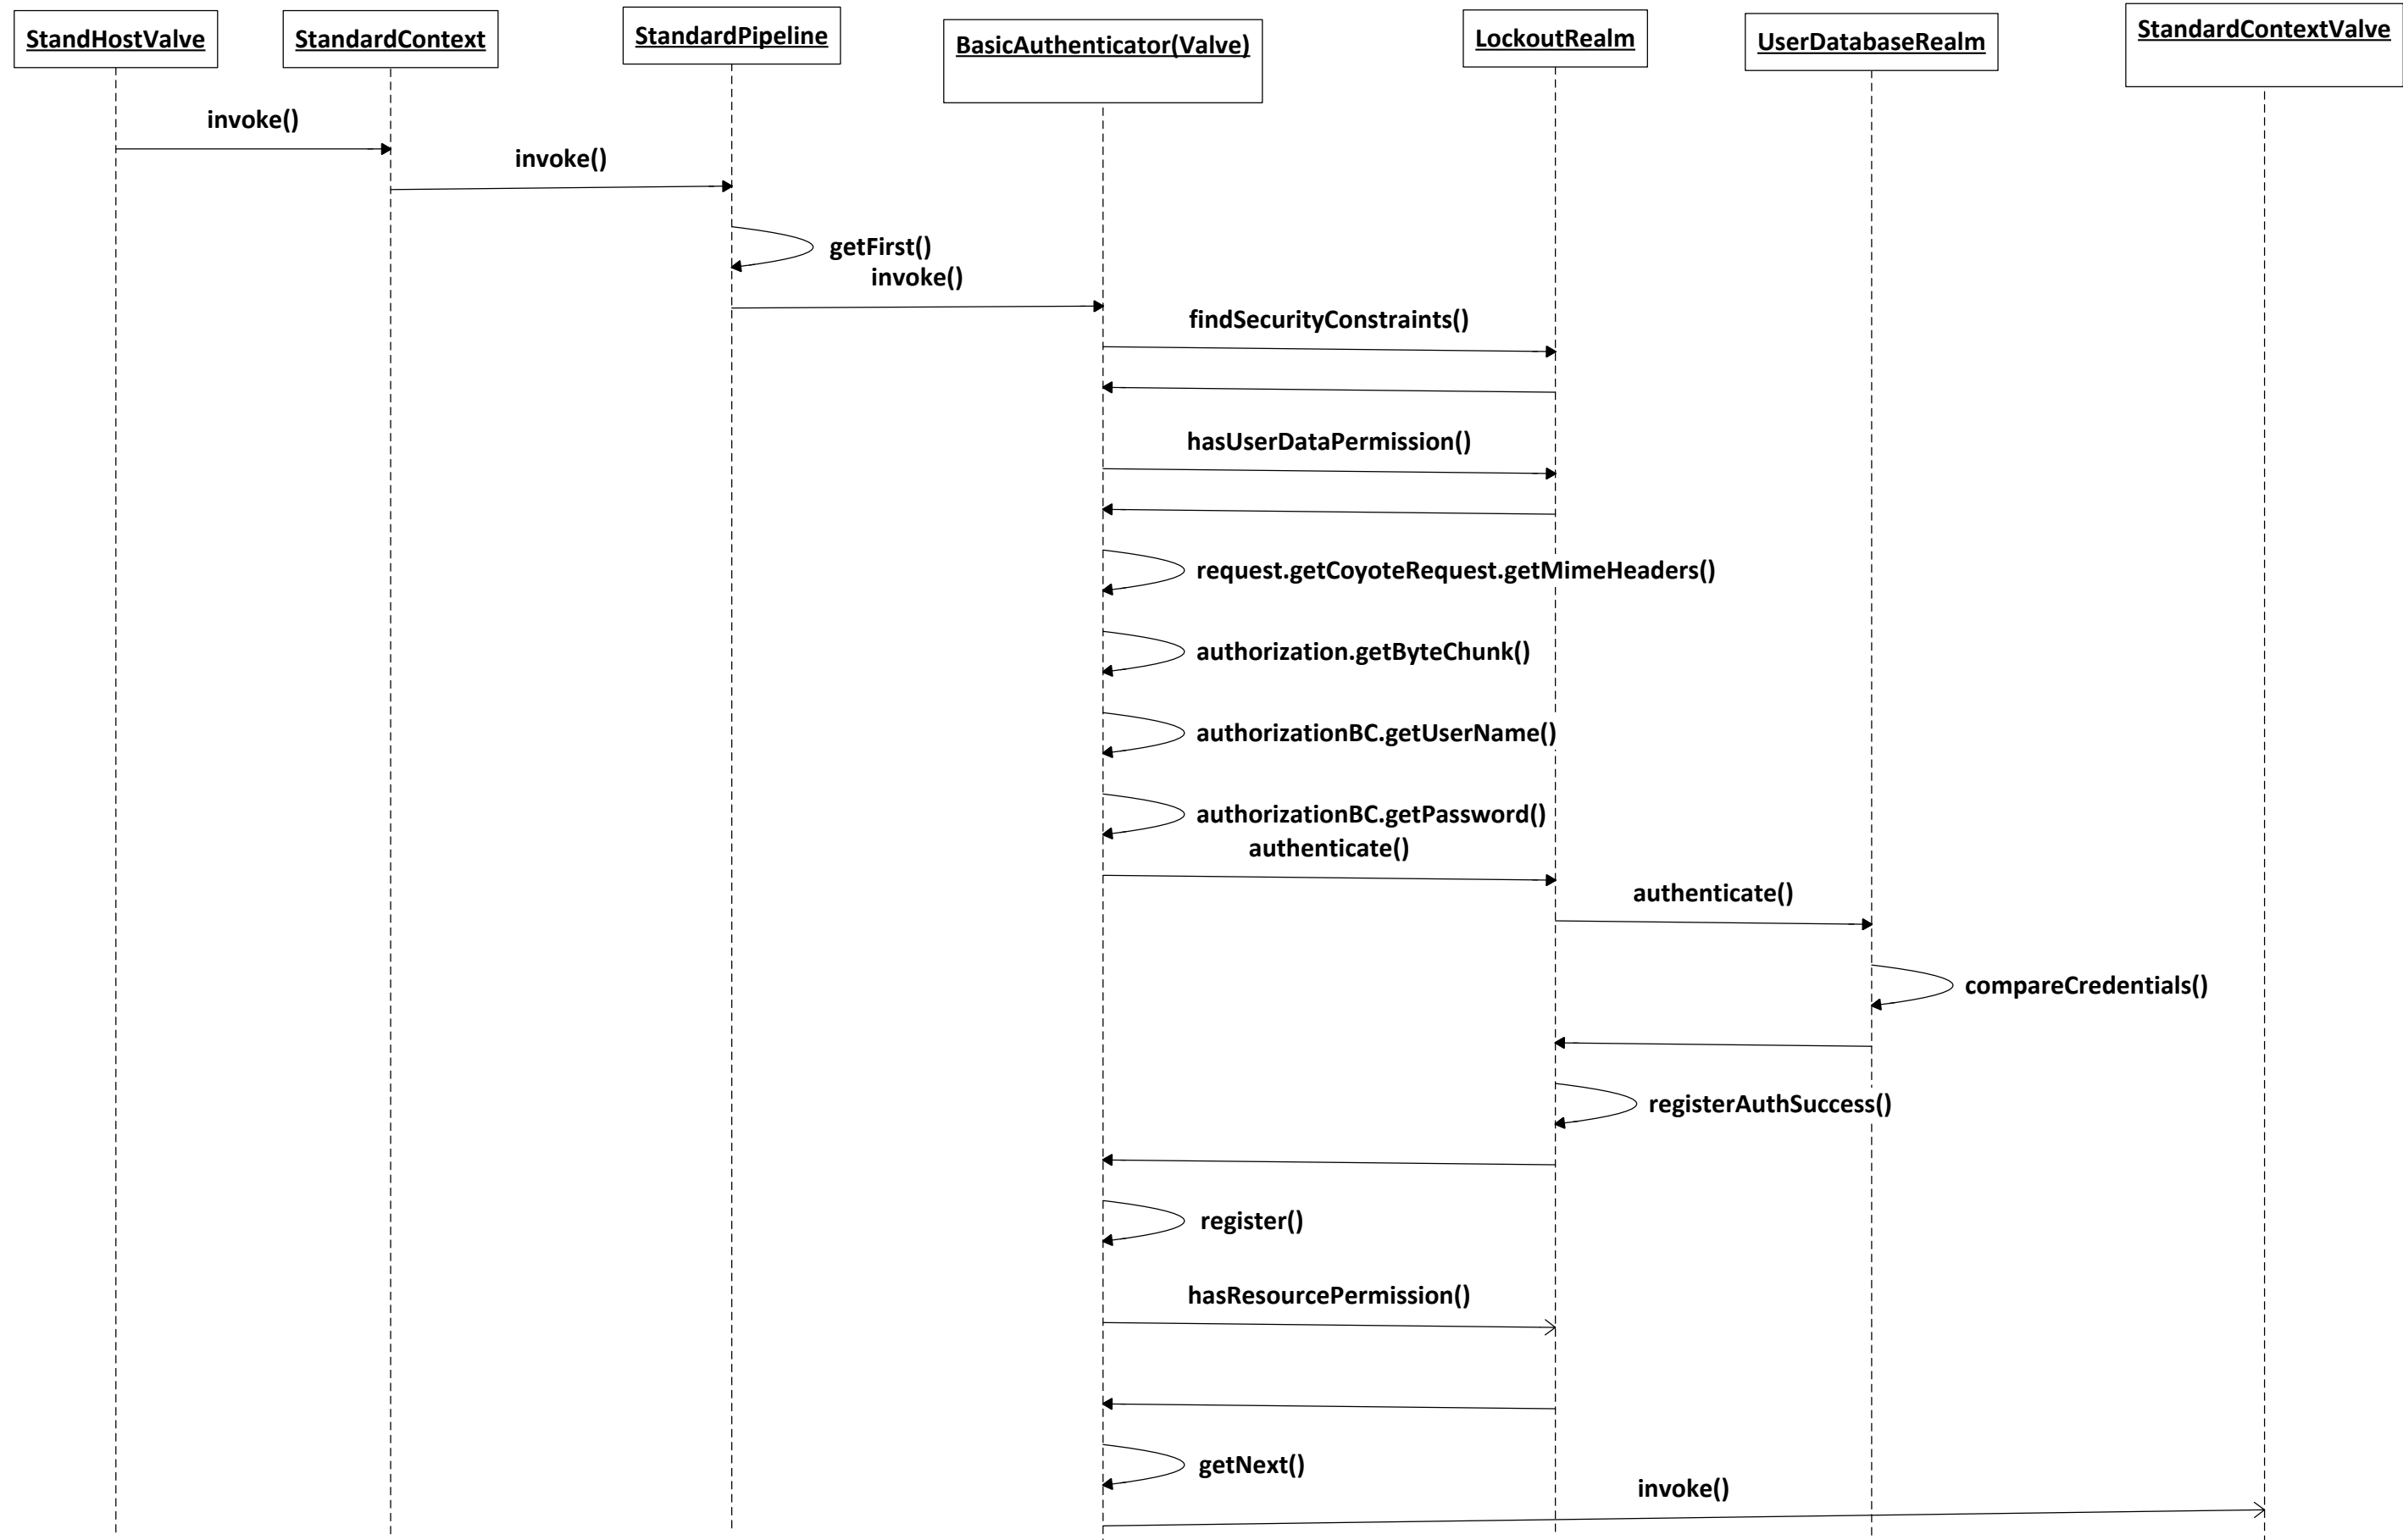 StandHostValve
StandardContext
StandardPipeline
BasicAuthenticator(Valve)
LockoutRealm
UserDatabaseRealm
StandardContextValve
invoke()
invoke()
getFirst()
invoke()
findSecurityConstraints()
hasUserDataPermission()
request.getCoyoteRequest.getMimeHeaders()
authorization.getByteChunk()
authorizationBC.getUserName()
authorizationBC.getPassword()
authenticate()
authenticate()
compareCredentials()
registerAuthSuccess()
register()
hasResourcePermission()
getNext()
invoke()